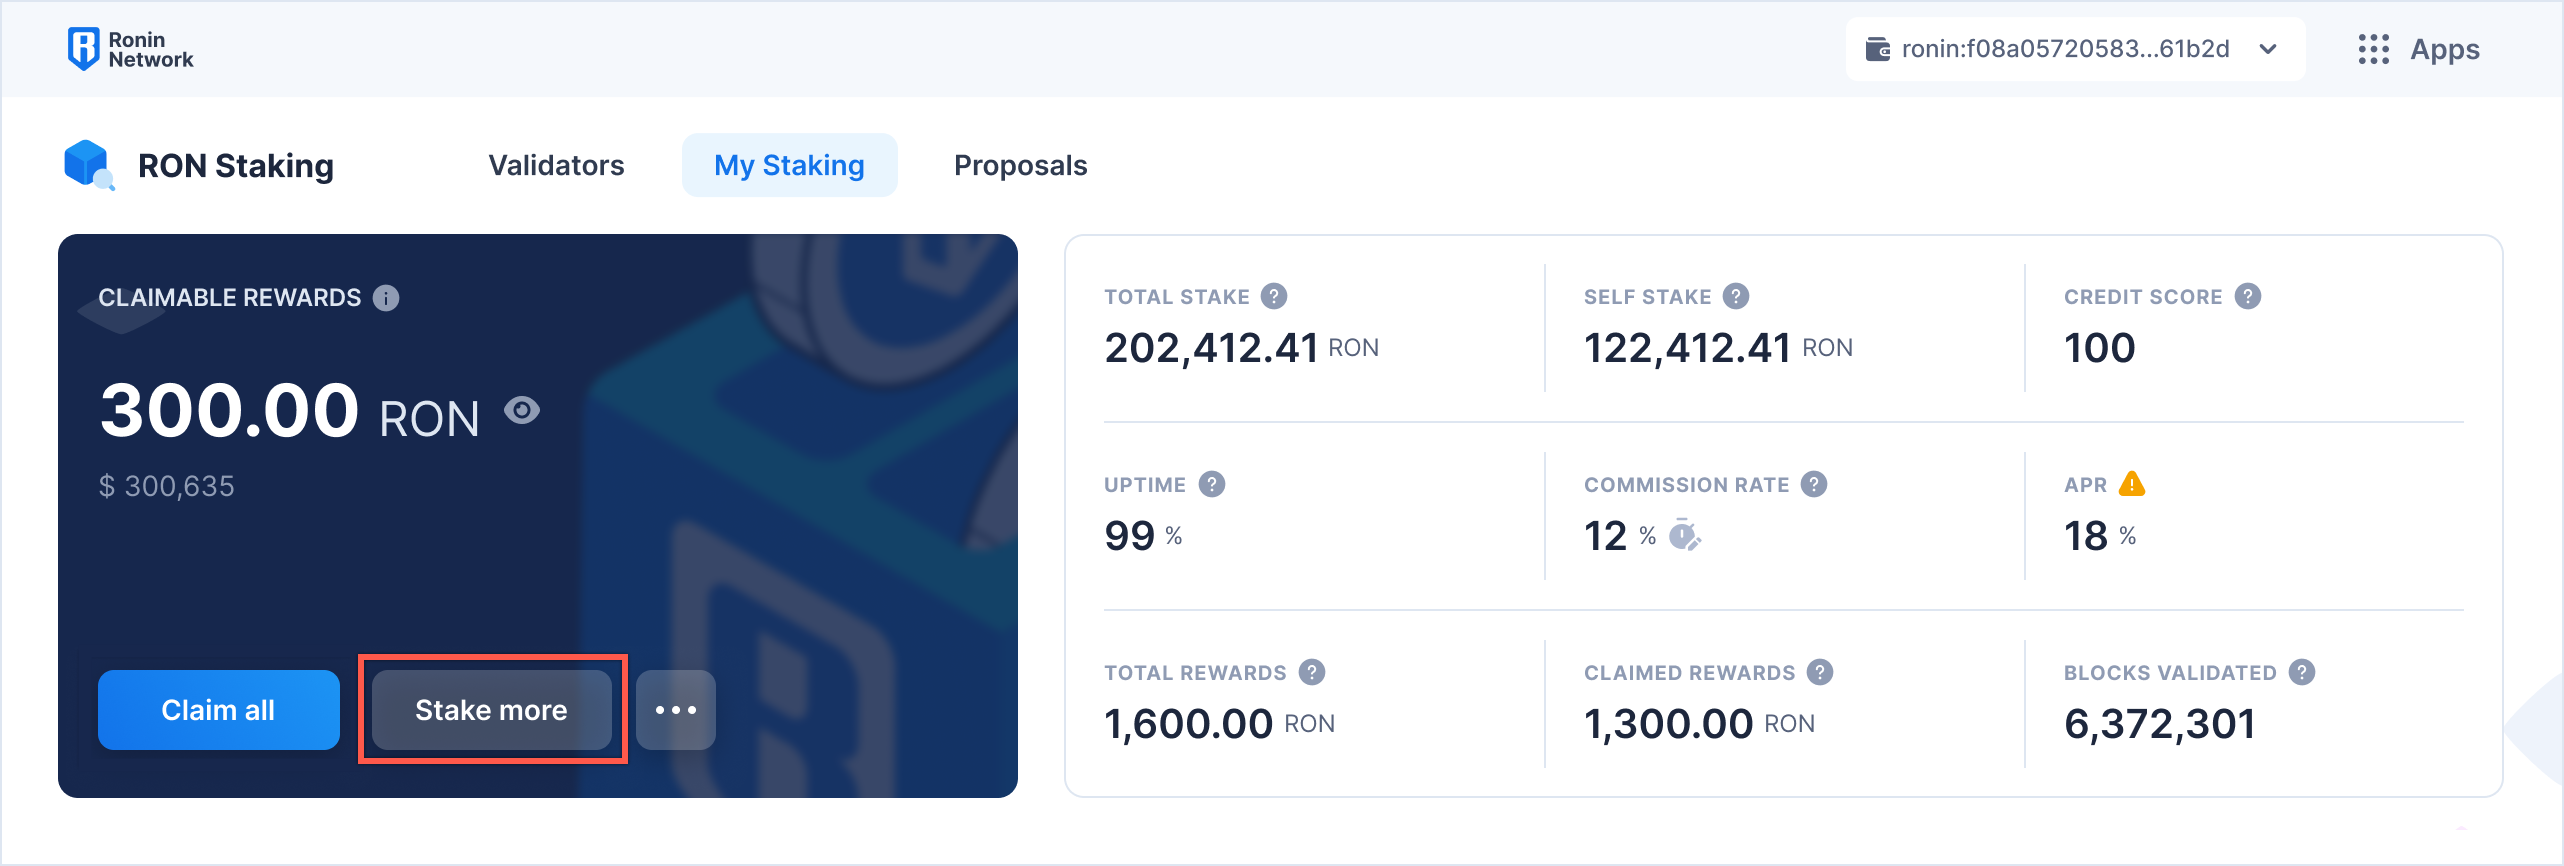 Ronin
Network
ronin:f08a05720583...61b2d
Apps
RON Staking
Validators
My Staking
Proposals
CLAIMABLE REWARDS
300.00 RON
$ 300,635
Claim all
Stake more
TOTAL STAKE
202,412.41 RON
SELF STAKE
122,412.41 RON
CREDIT SCORE
100
UPTIME
99 %
COMMISSION RATE
12 %
APR
18 %
TOTAL REWARDS
1,600.00 RON
CLAIMED REWARDS
1,300.00 RON
BLOCKS VALIDATED
6,372,301